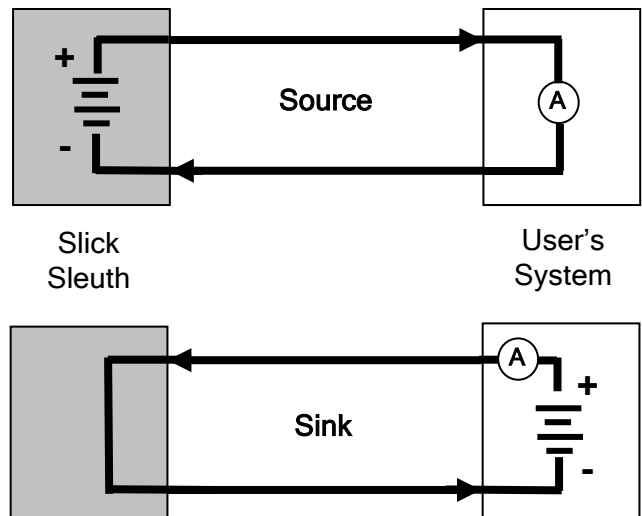 +
-
Source
A
Slick
Sleuth
User's
System
Sink
A
+
-